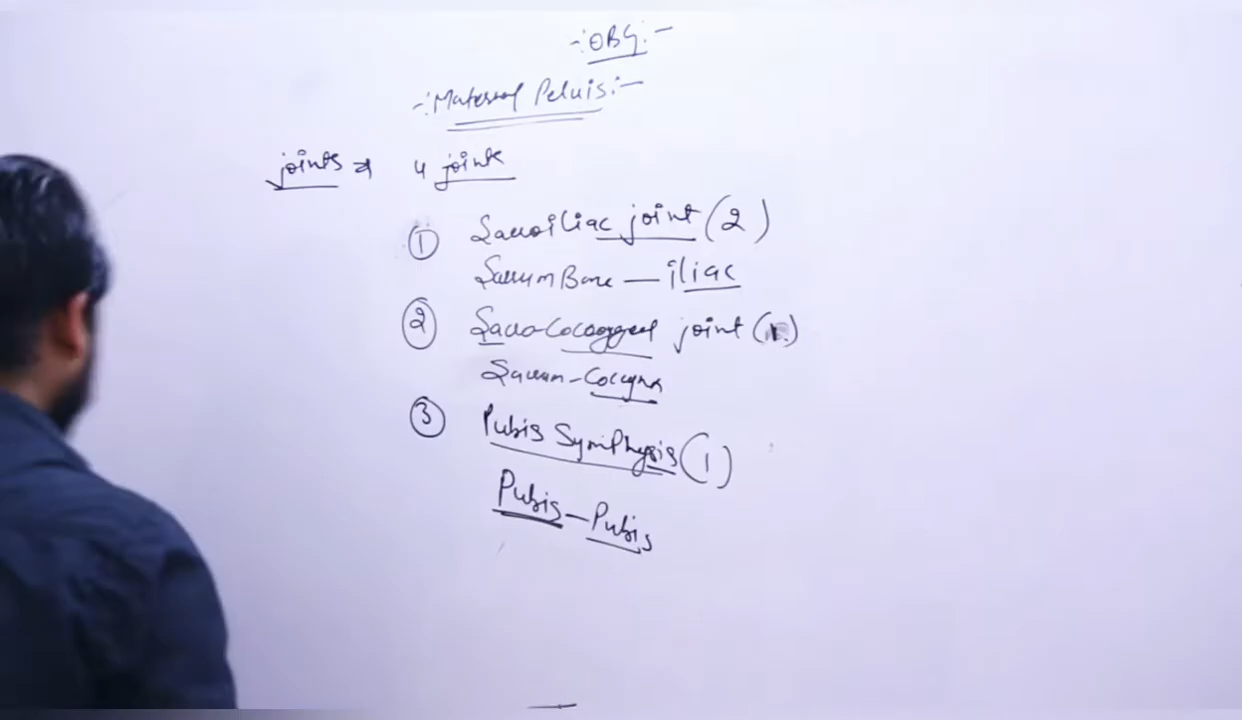 -: OBG :-
-: Maternal Pelvis :-
joints → 4 joints
① Sacroiliac joint (2)
Sacrum Bone — iliac
② Sacro-Cocoygeal joint (1)
Sacrum - Coccyx
③ Pubis Symphysis (1)
Pubis - Pubis